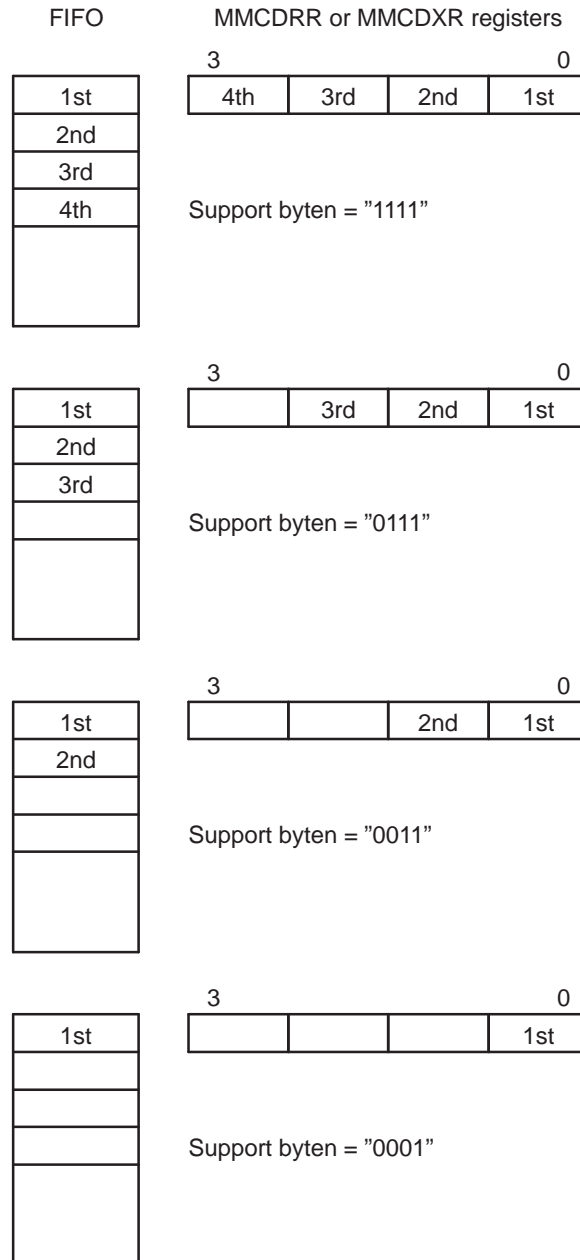 FIFO MMCDRR or MMCDXR registers
3 0
1st 4th 3rd 2nd 1st
2nd
3rd
4th Support byten = ”1111”
3 0
1st 3rd 2nd 1st
2nd
3rd
Support byten = ”0111”
3 0
1st 2nd 1st
2nd
Support byten = ”0011”
3 0
1st 1st
Support byten = ”0001”